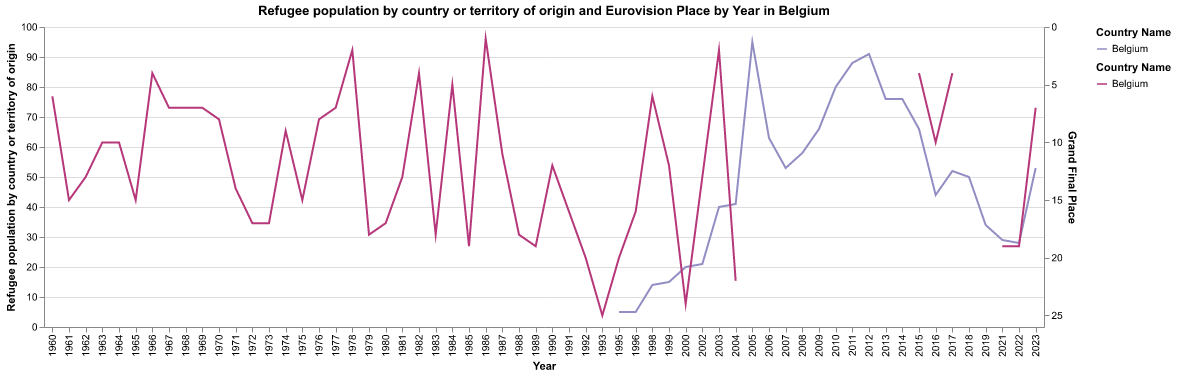 Refugee population by country or territory of origin and Eurovision Place by Year in Belgium
Refugee population by country or territory of origin
100
90
80
70
60
50
40
30
20
10
0
0
5
10
15
20
25
Grand Final Place
1960 1961 1962 1963 1964 1965 1966 1967 1968 1969 1970 1971 1972 1973 1974 1975 1976 1977 1978 1979 1980 1981 1982 1983 1984 1985 1986 1987 1988 1989 1990 1991 1992 1993 1995 1996 1998 1999 2000 2002 2003 2004 2005 2006 2007 2008 2009 2010 2011 2012 2013 2014 2015 2016 2017 2018 2019 2021 2022 2023
Year
Country Name
Belgium
Country Name
Belgium